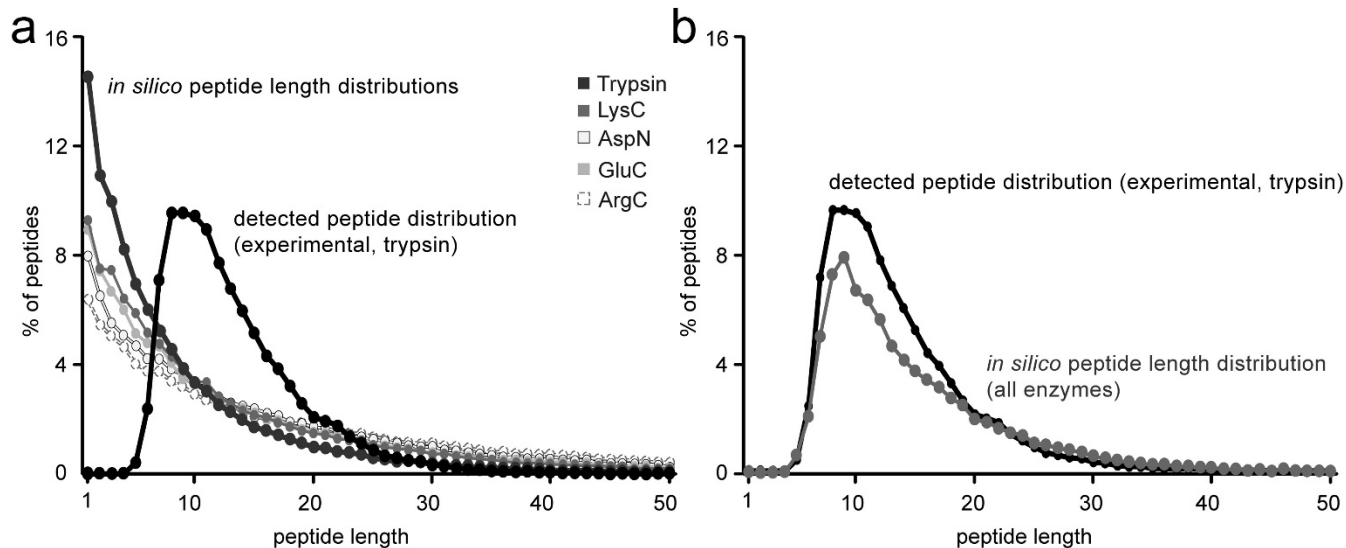 a
16
12
8
4
0
% of peptides
in silico peptide length distributions
Trypsin
LysC
AspN
GluC
ArgC
detected peptide distribution
(experimental, trypsin)
1
10
20
30
40
50
peptide length
b
16
12
8
4
0
% of peptides
detected peptide distribution (experimental, trypsin)
in silico peptide length distribution
(all enzymes)
1
10
20
30
40
50
peptide length